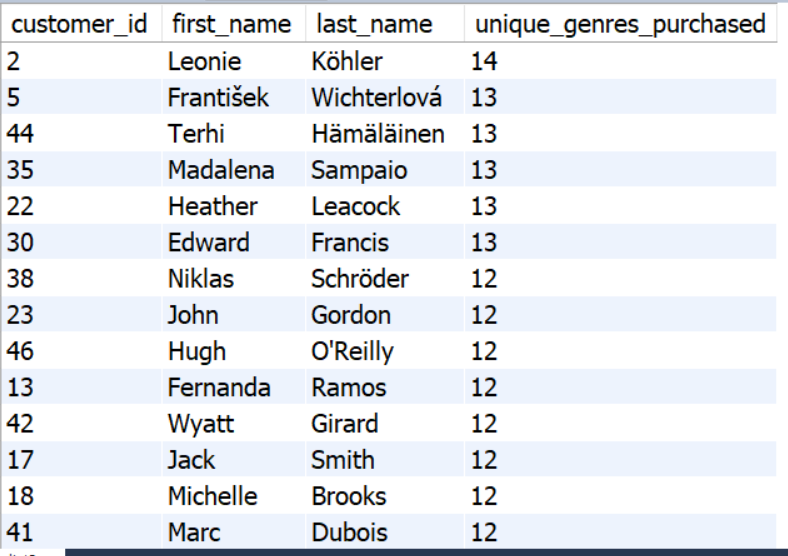 customer_id first_name last_name unique_genres_purchased
2 Leonie Köhler 14
5 František Wichterlová 13
44 Terhi Hämäläinen 13
35 Madalena Sampaio 13
22 Heather Leacock 13
30 Edward Francis 13
38 Niklas Schröder 12
23 John Gordon 12
46 Hugh O'Reilly 12
13 Fernanda Ramos 12
42 Wyatt Girard 12
17 Jack Smith 12
18 Michelle Brooks 12
41 Marc Dubois 12